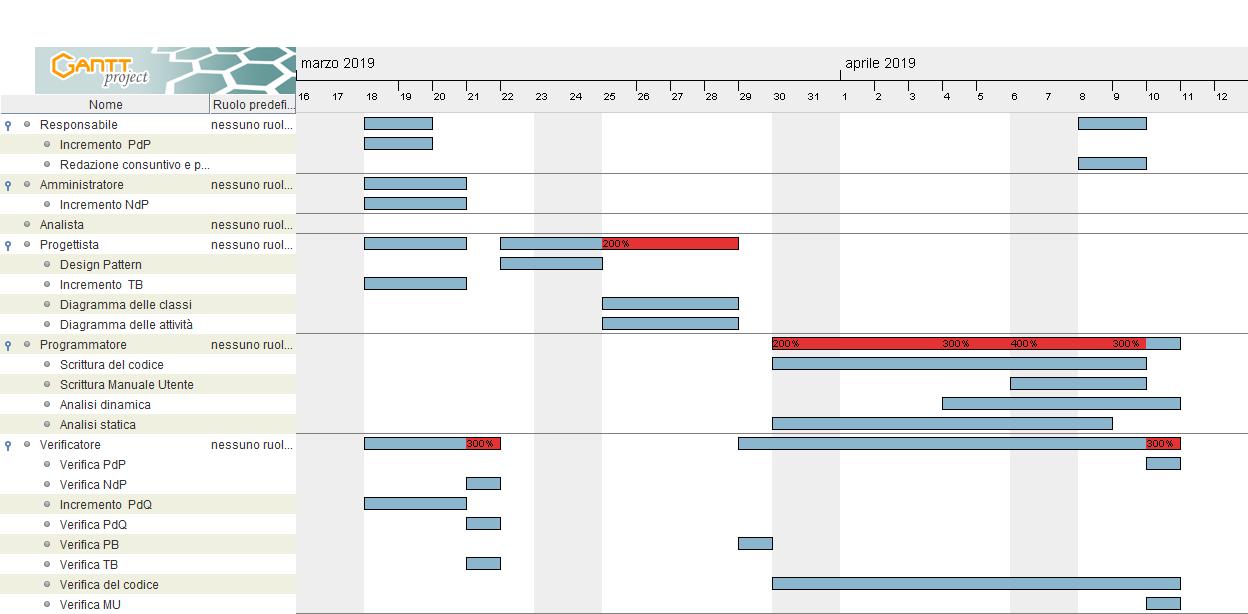 GANTT
project
marzo 2019 aprile 2019
16 17 18 19 20 21 22 23 24 25 26 27 28 29 30 31 1 2 3 4 5 6 7 8 9 10 11 12 13
Nome Ruolo predefi...
Responsabile nessuno ruol...
Incremento PdP
Redazione consuntivo e p...
Amministratore nessuno ruol...
Incremento NdP
Analista nessuno ruol...
Progettista nessuno ruol... 200%
Design Pattern
Incremento TB
Diagramma delle classi
Diagramma delle attività
Programmatore nessuno ruol... 200% 300% 400% 300%
Scrittura del codice
Scrittura Manuale Utente
Analisi dinamica
Analisi statica
Verificatore nessuno ruol... 300% 300%
Verifica PdP
Verifica NdP
Incremento PdQ
Verifica PdQ
Verifica PB
Verifica TB
Verifica del codice
Verifica MU